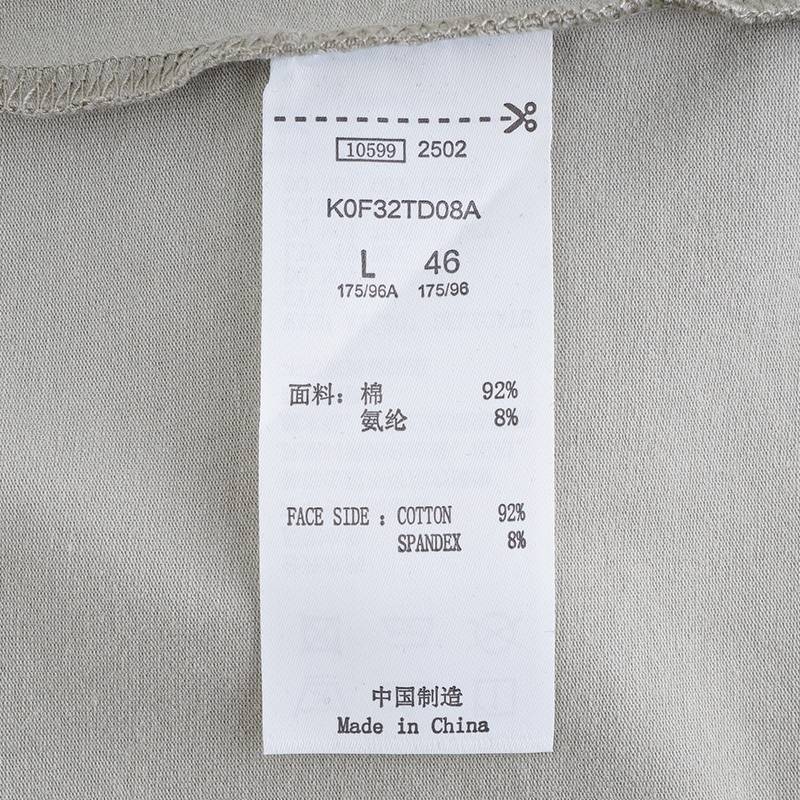 10599 2502
K0F32TD08A
L 46
175/96A 175/96
面料：棉 92%
氨纶 8%
FACE SIDE : COTTON 92%
SPANDEX 8%
中国制造
Made in China